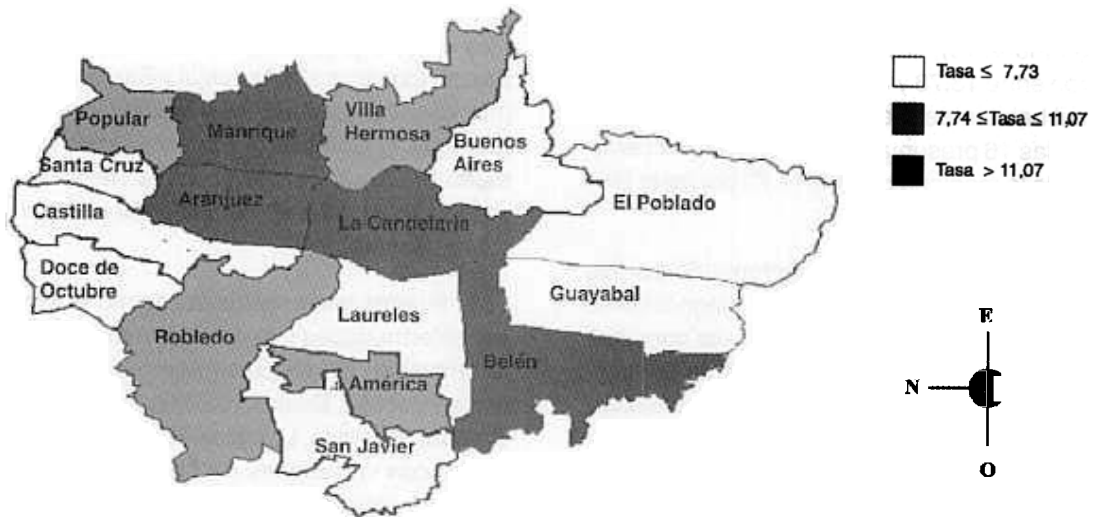 Popular
Manrique
Villa
Hermosa
Buenos
Aires
Santa Cruz
Aranjuez
Castilla
La Candelaria
El Poblado
Doce de
Octubre
Robledo
Laureles
Guayabal
Belén
La América
San Javier
Tasa ≤ 7,73
7,74 ≤Tasa ≤ 11,07
Tasa > 11,07
E
N
O